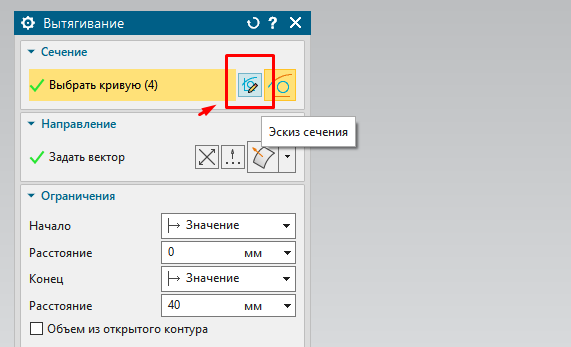 Вытягивание
Сечение
Выбрать кривую (4)
Эскиз сечения
Направление
Задать вектор
Ограничения
Начало
Значение
Расстояние
0 мм
Конец
Значение
Расстояние
40 мм
Объем из открытого контура